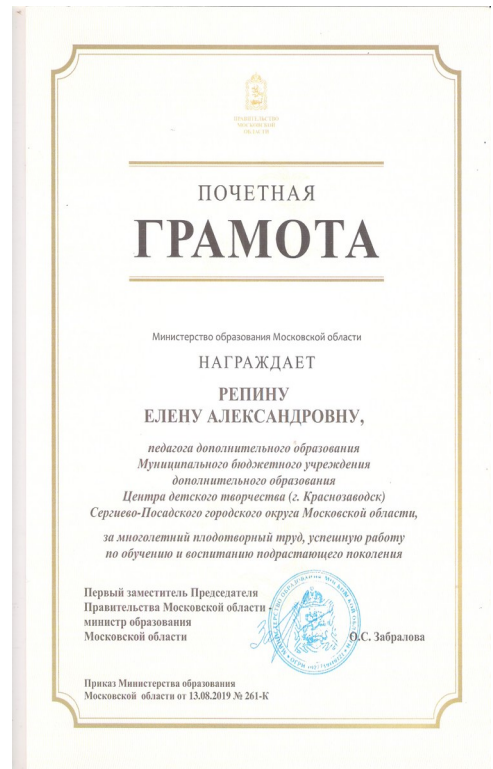 ПРАВИТЕЛЬСТВО
МОСКОВСКОЙ
ОБЛАСТИ
ПОЧЕТНАЯ
ГРАМОТА
Министерство образования Московской области
НАГРАЖДАЕТ
РЕПИНУ
ЕЛЕНУ АЛЕКСАНДРОВНУ,
педагога дополнительного образования
Муниципального бюджетного учреждения
дополнительного образования
Центра детского творчества (г. Краснозаводск)
Сергиево-Посадского городского округа Московской области,
за многолетний плодотворный труд, успешную работу
по обучению и воспитанию подрастающего поколения
Первый заместитель Председателя
Правительства Московской области -
министр образования
Московской области
О.С. Забралова
Приказ Министерства образования
Московской области от 13.08.2019 № 261-К